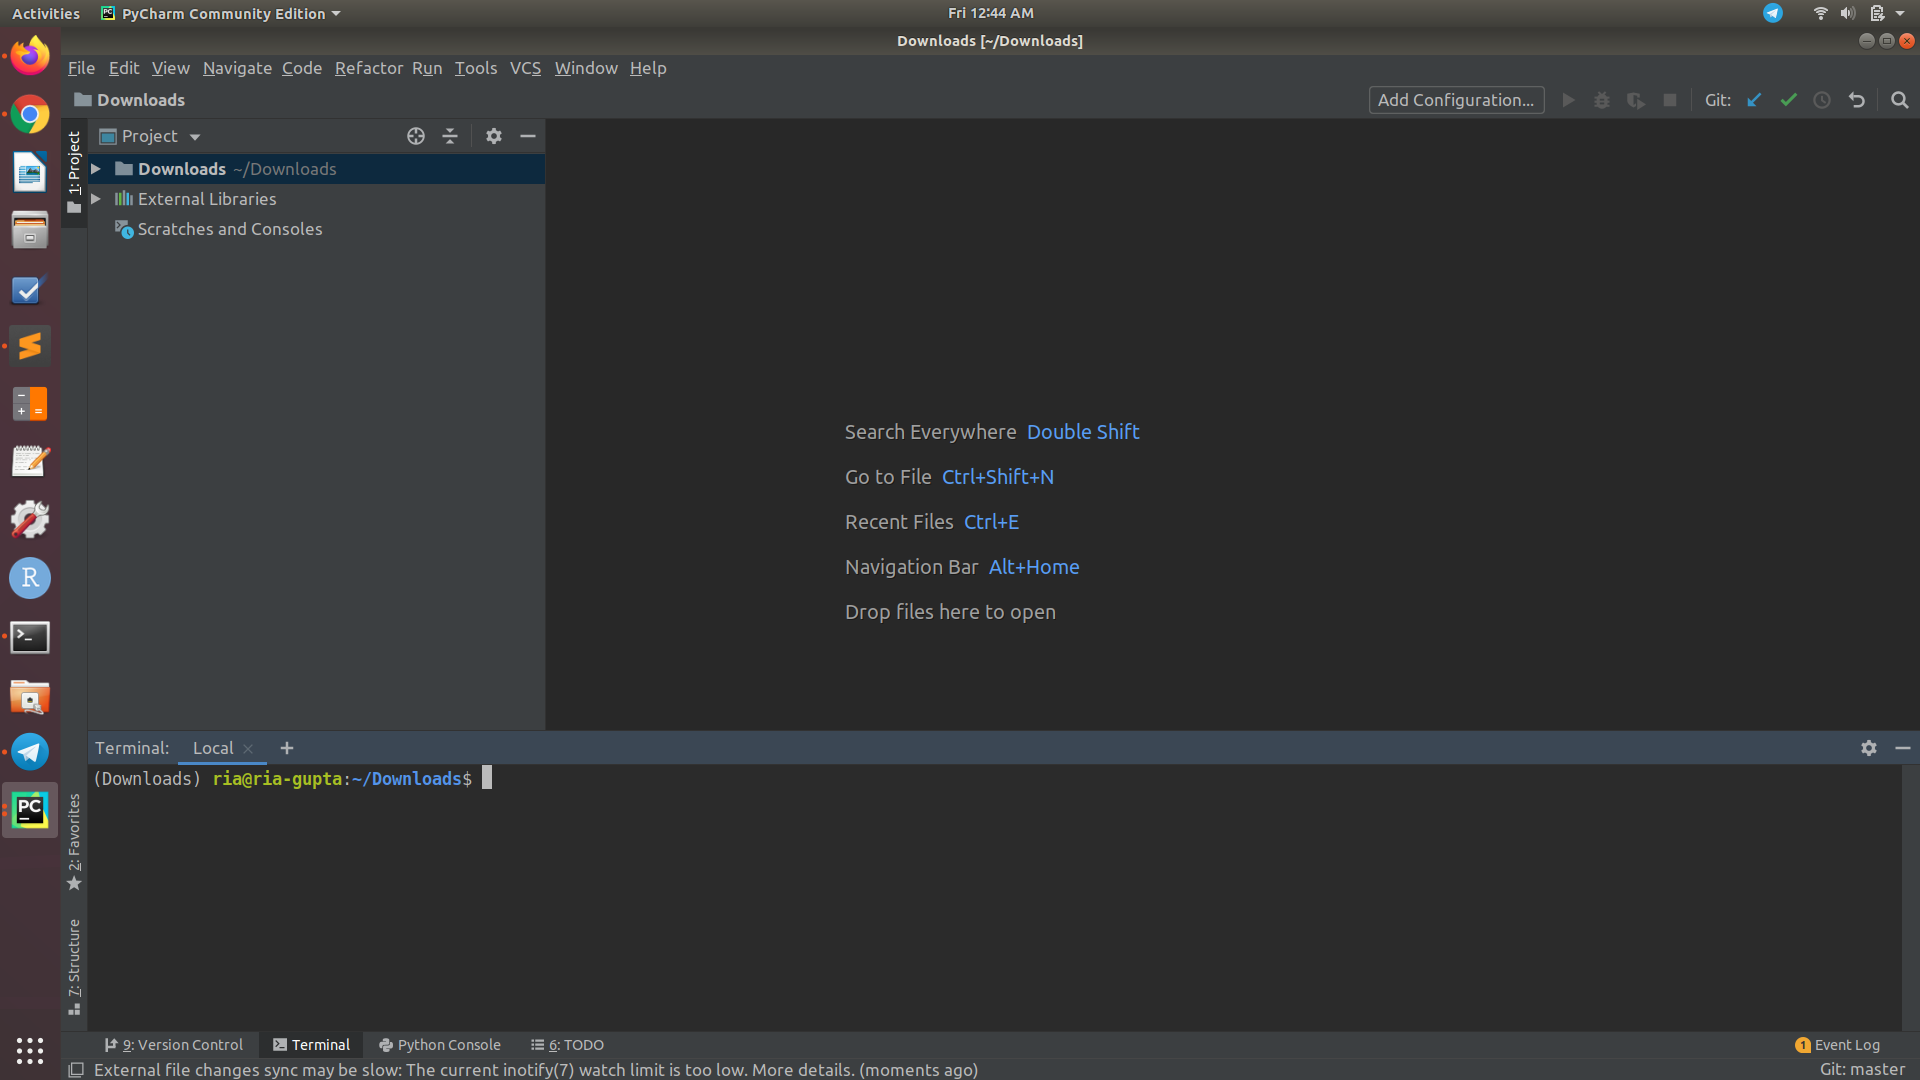 Activities PyCharm Community Edition Fri 12:44 AM
Downloads [~/Downloads]
File Edit View Navigate Code Refactor Run Tools VCS Window Help
Downloads Add Configuration... Git:
1: Project
Project
Downloads ~/Downloads
External Libraries
Scratches and Consoles
Search Everywhere Double Shift
Go to File Ctrl+Shift+N
Recent Files Ctrl+E
Navigation Bar Alt+Home
Drop files here to open
Terminal: Local
(Downloads) ria@ria-gupta:~/Downloads$
2: Favorites
7: Structure
9: Version Control Terminal Python Console 6: TODO 1 Event Log
External file changes sync may be slow: The current inotify(7) watch limit is too low. More details. (moments ago) Git: master
R
PC